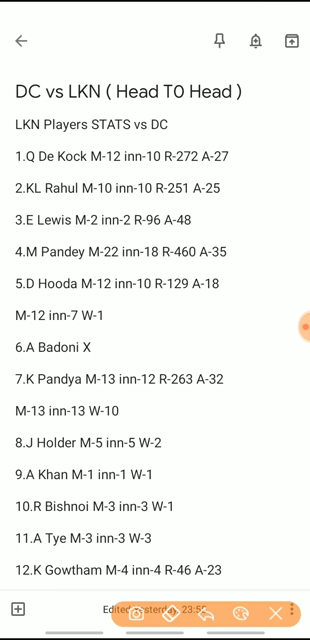 DC vs LKN ( Head T0 Head )
LKN Players STATS vs DC
1.Q De Kock M-12 inn-10 R-272 A-27
2.KL Rahul M-10 inn-10 R-251 A-25
3.E Lewis M-2 inn-2 R-96 A-48
4.M Pandey M-22 inn-18 R-460 A-35
5.D Hooda M-12 inn-10 R-129 A-18
M-12 inn-7 W-1
6.A Badoni X
7.K Pandya M-13 inn-12 R-263 A-32
M-13 inn-13 W-10
8.J Holder M-5 inn-5 W-2
9.A Khan M-1 inn-1 W-1
10.R Bishnoi M-3 inn-3 W-1
11.A Tye M-3 inn-3 W-3
12.K Gowtham M-4 inn-4 R-46 A-23
Edited yesterday, 23:55